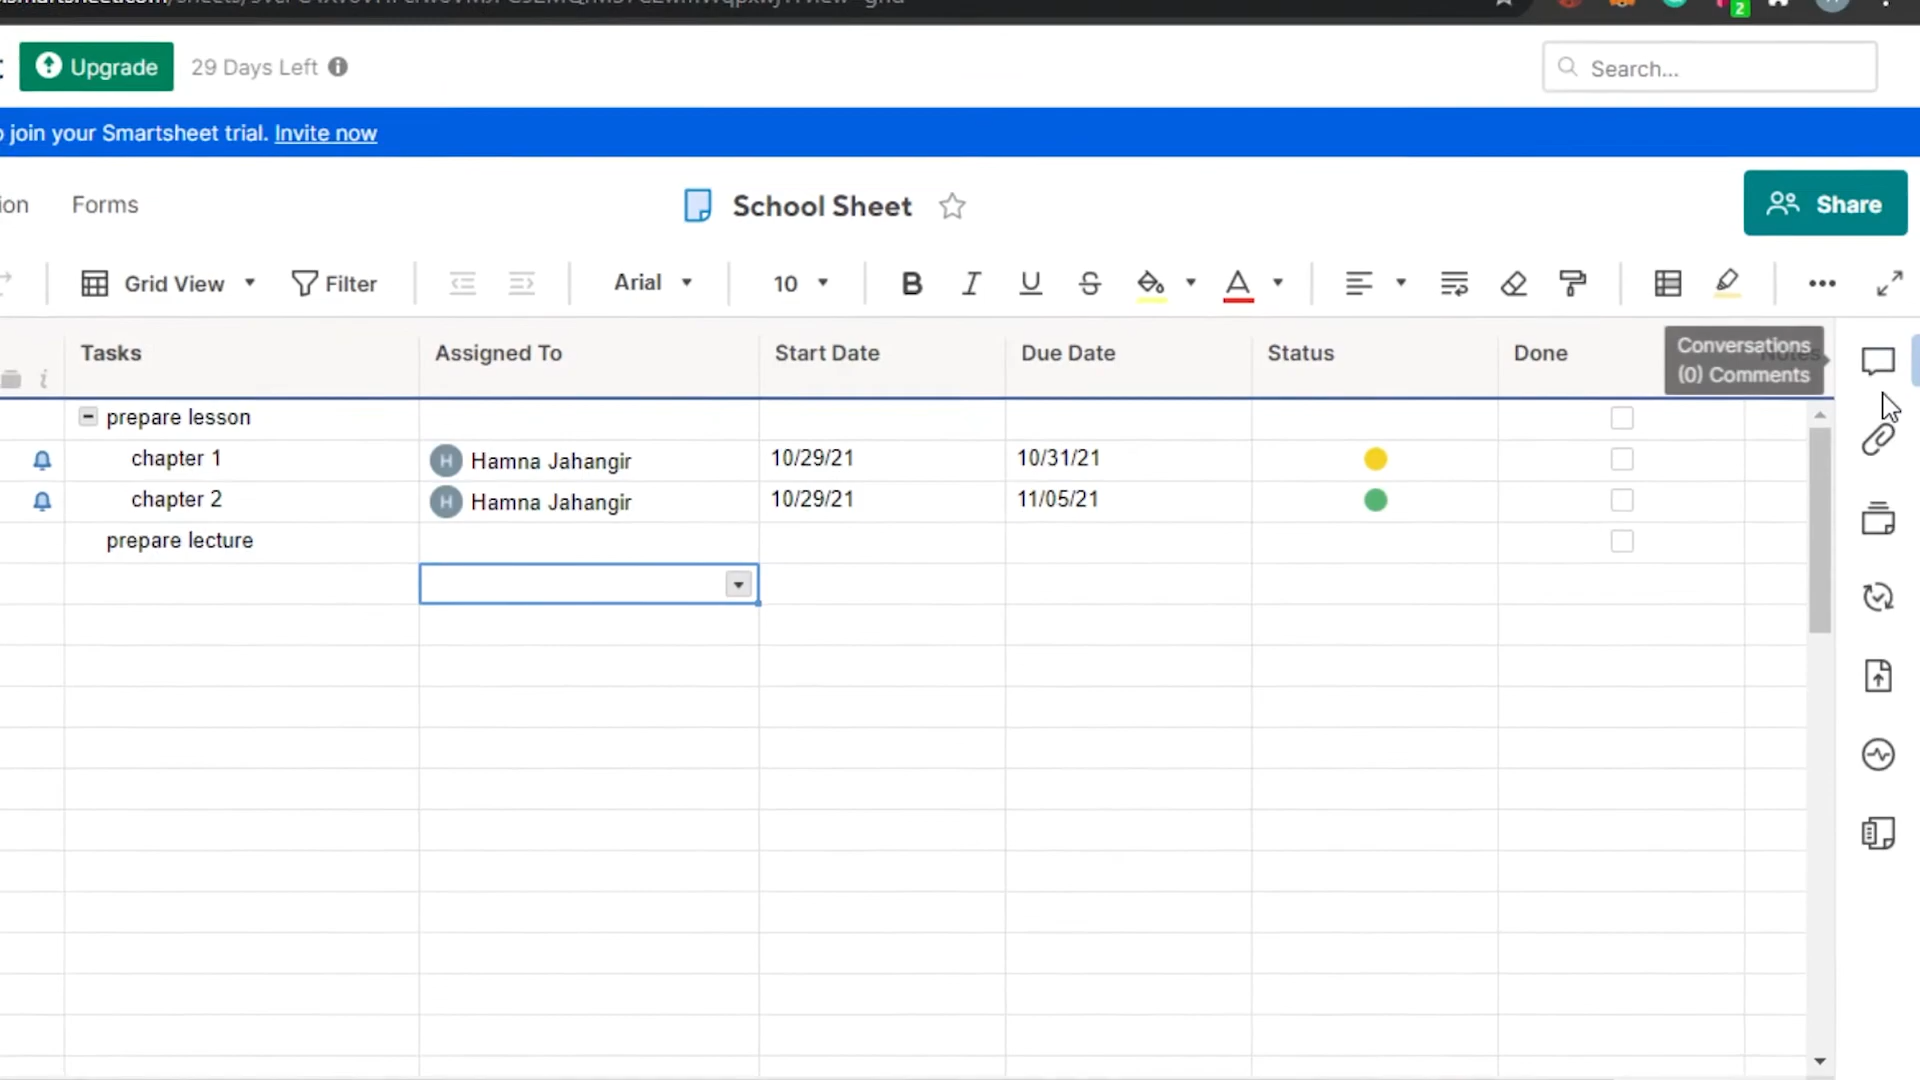 2
Upgrade
29 Days Left
Search...
join your Smartsheet trial. Invite now
Forms
School Sheet
Share
Grid View
Filter
Arial
10
B I U S
A
Tasks
Assigned To
Start Date
Due Date
Status
Done
Conversations
(0) Comments
prepare lesson
chapter 1
H Hamna Jahangir
10/29/21
10/31/21
chapter 2
H Hamna Jahangir
10/29/21
11/05/21
prepare lecture